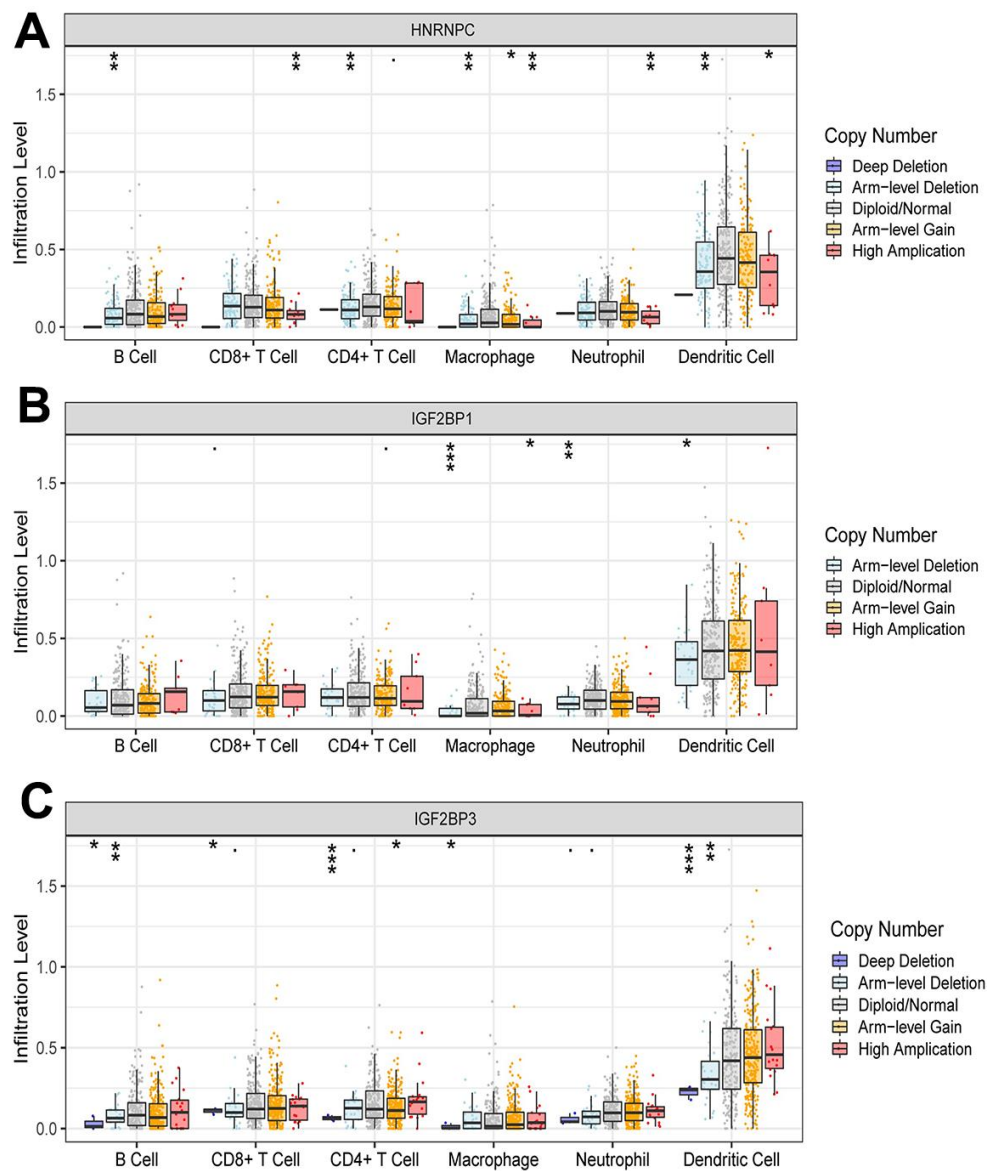 A
HNRNPC
** ** ** . ** * ** ** ** *
Infiltration Level
1.5
1.0
0.5
0.0
B Cell CD8+ T Cell CD4+ T Cell Macrophage Neutrophil Dendritic Cell
Copy Number
Deep Deletion
Arm-level Deletion
Diploid/Normal
Arm-level Gain
High Amplication
B
IGF2BP1
. . *** * ** *
Infiltration Level
1.5
1.0
0.5
0.0
B Cell CD8+ T Cell CD4+ T Cell Macrophage Neutrophil Dendritic Cell
Copy Number
Arm-level Deletion
Diploid/Normal
Arm-level Gain
High Amplication
C
IGF2BP3
* ** * . *** . * * . . *** **
Infiltration Level
1.5
1.0
0.5
0.0
B Cell CD8+ T Cell CD4+ T Cell Macrophage Neutrophil Dendritic Cell
Copy Number
Deep Deletion
Arm-level Deletion
Diploid/Normal
Arm-level Gain
High Amplication